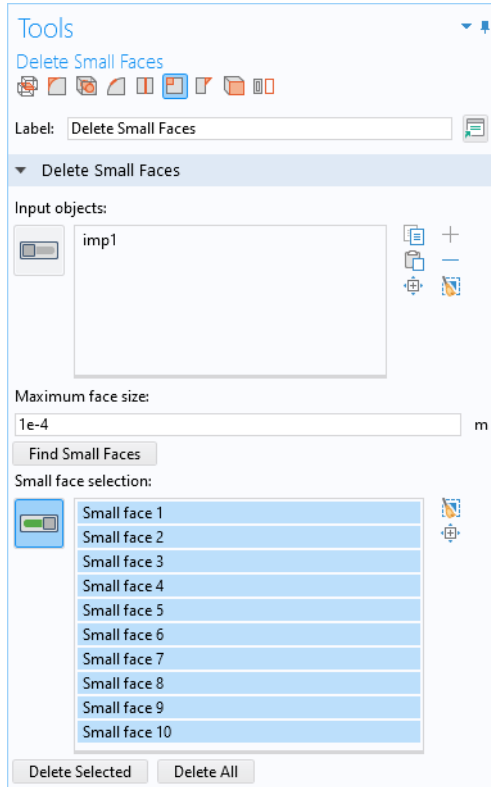 Tools
Delete Small Faces
Label: Delete Small Faces
Delete Small Faces
Input objects:
imp1
Maximum face size:
1e-4 m
Find Small Faces
Small face selection:
Small face 1
Small face 2
Small face 3
Small face 4
Small face 5
Small face 6
Small face 7
Small face 8
Small face 9
Small face 10
Delete Selected Delete All